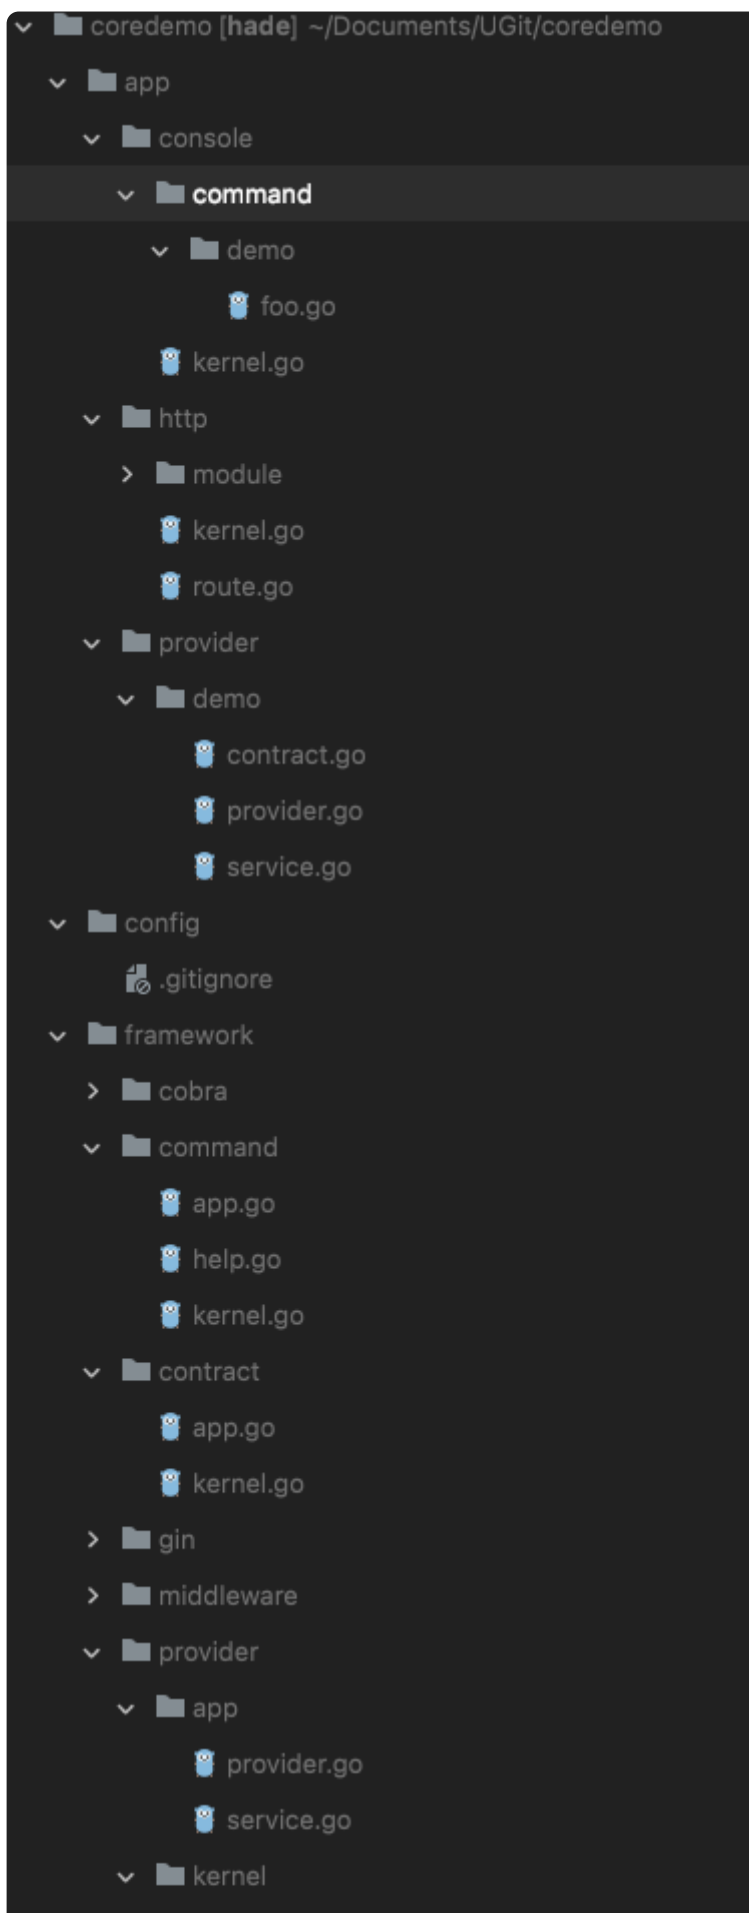 coredemo [hade] ~/Documents/UGit/coredemo
app
console
command
demo
foo.go
kernel.go
http
module
kernel.go
route.go
provider
demo
contract.go
provider.go
service.go
config
.gitignore
framework
cobra
command
app.go
help.go
kernel.go
contract
app.go
kernel.go
gin
middleware
provider
app
provider.go
service.go
kernel